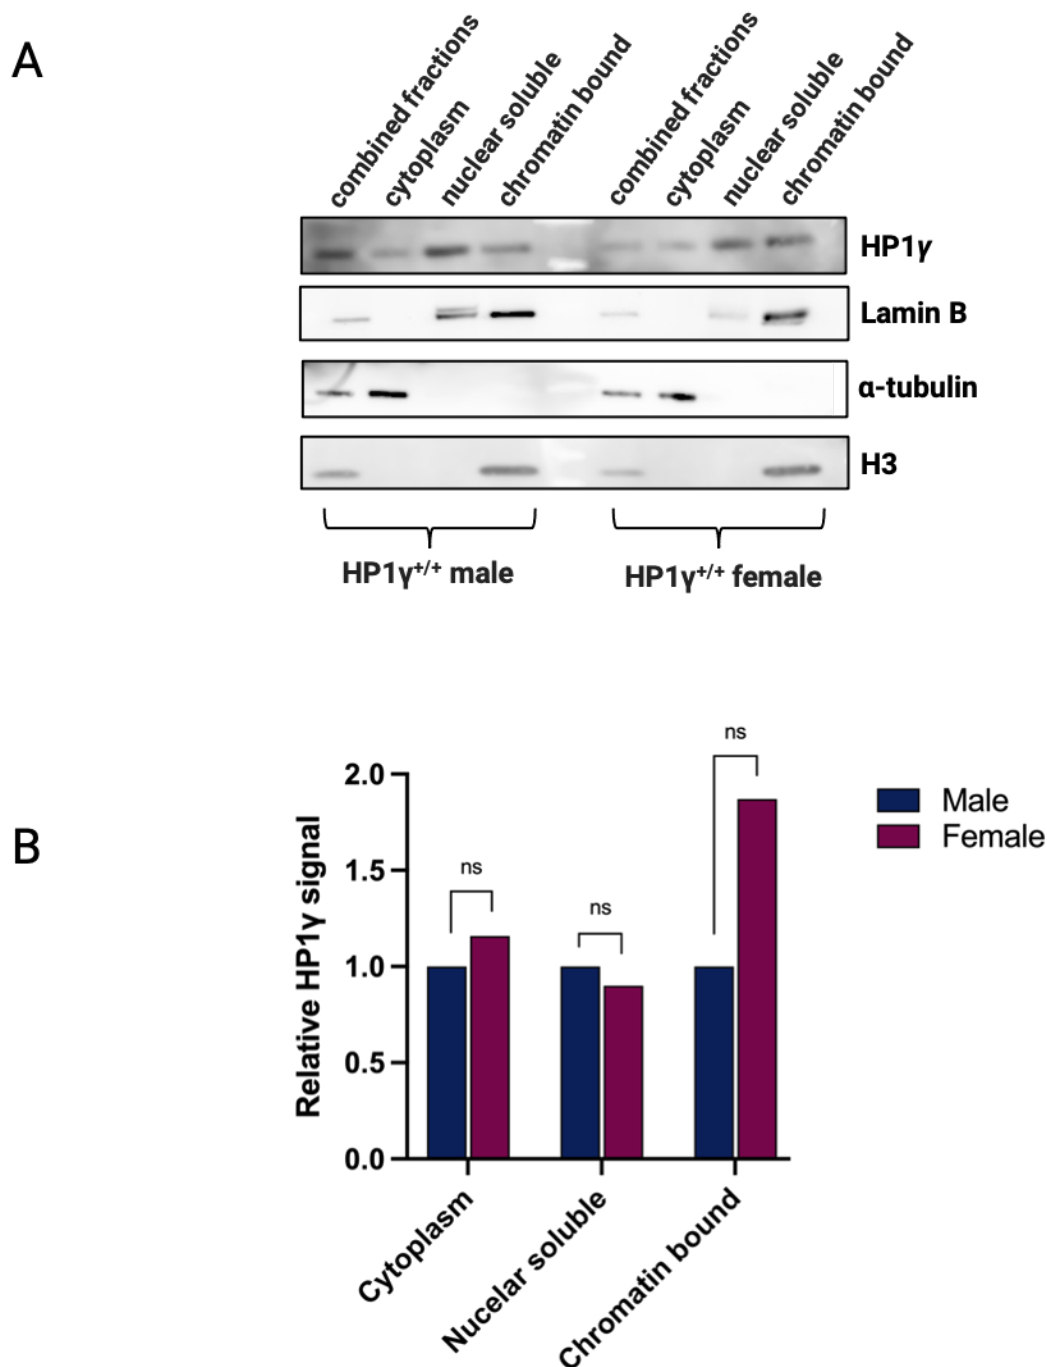 A
combined fractions
cytoplasm
nuclear soluble
chromatin bound
combined fractions
cytoplasm
nuclear soluble
chromatin bound
HP1γ
Lamin B
α-tubulin
H3
HP1γ+/+ male
HP1γ+/+ female
B
Relative HP1γ signal
2.0
1.5
1.0
0.5
0.0
ns
ns
ns
Male
Female
Cytoplasm
Nucelar soluble
Chromatin bound